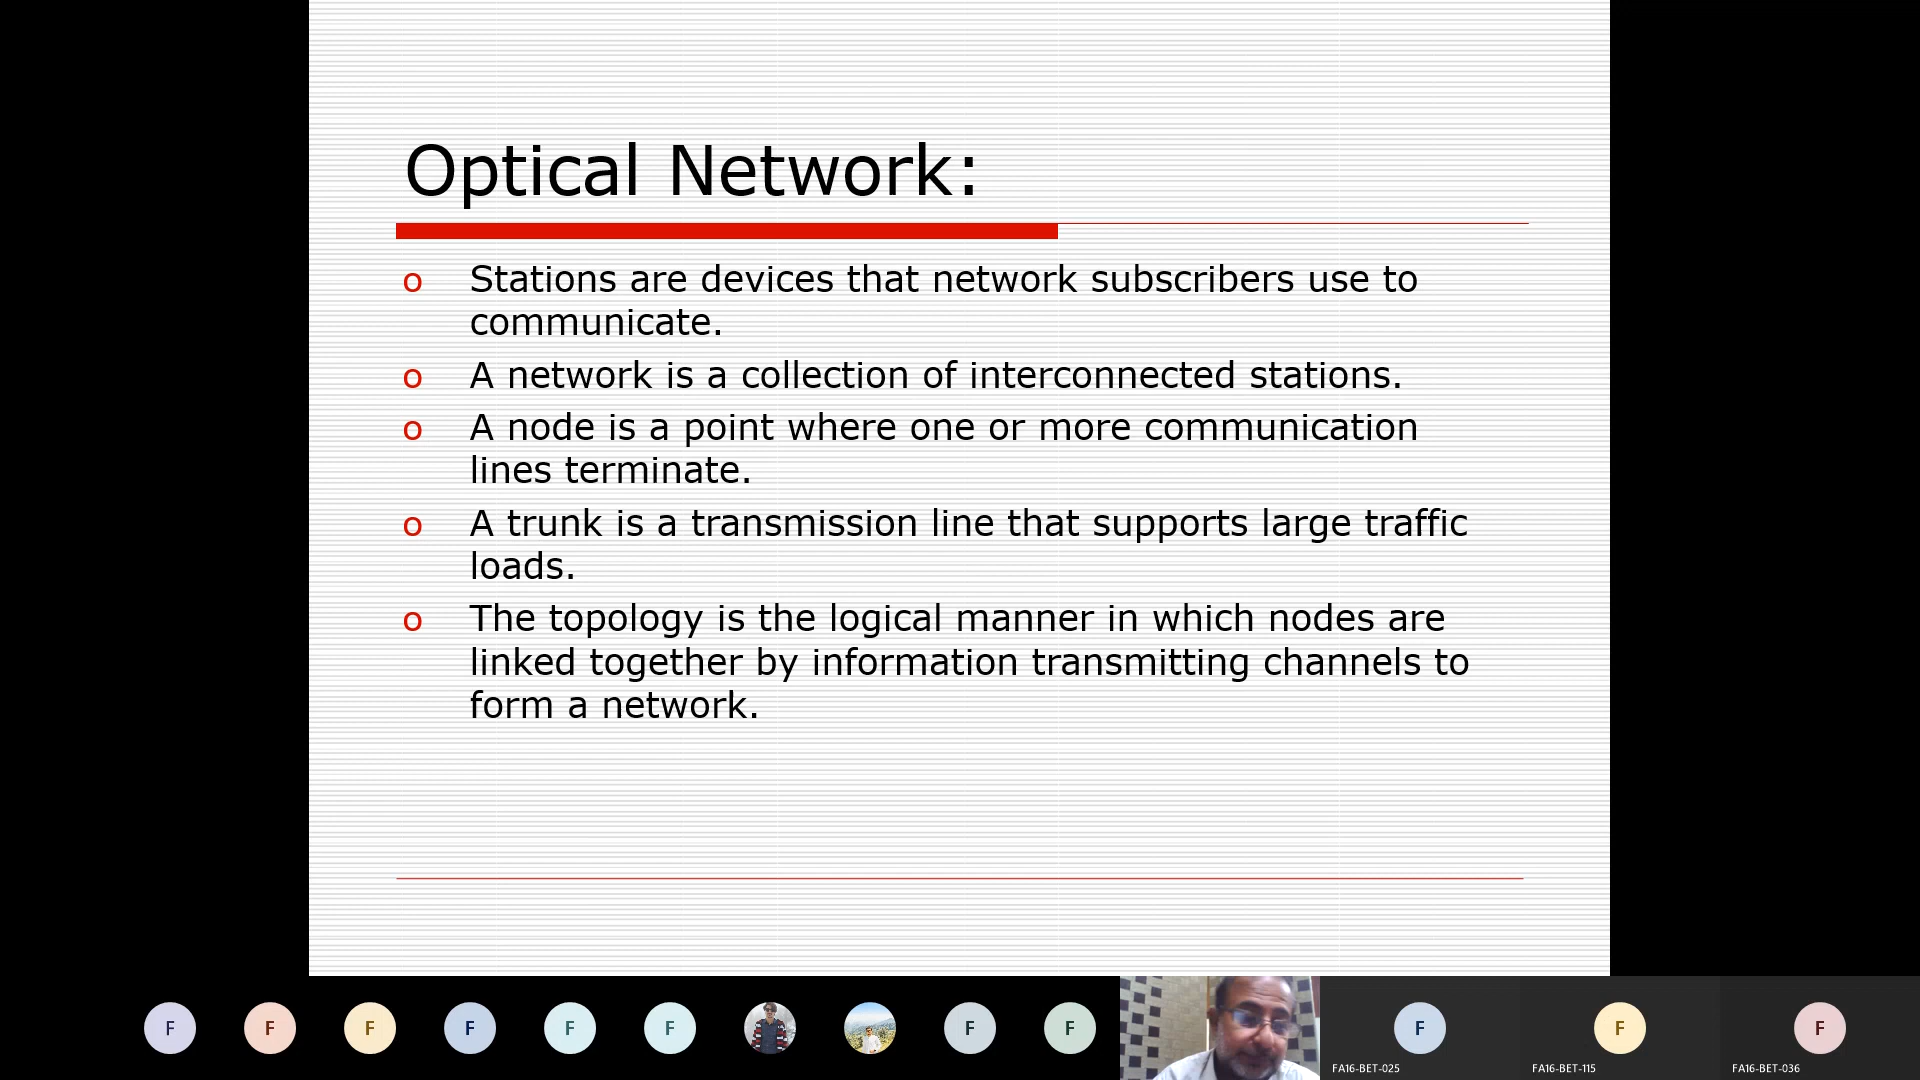 Optical Network:
o Stations are devices that network subscribers use to
communicate.
o A network is a collection of interconnected stations.
o A node is a point where one or more communication
lines terminate.
o A trunk is a transmission line that supports large traffic
loads.
o The topology is the logical manner in which nodes are
linked together by information transmitting channels to
form a network.
F F F F F F F F F F F
FA16-BET-025 FA16-BET-115 FA16-BET-036